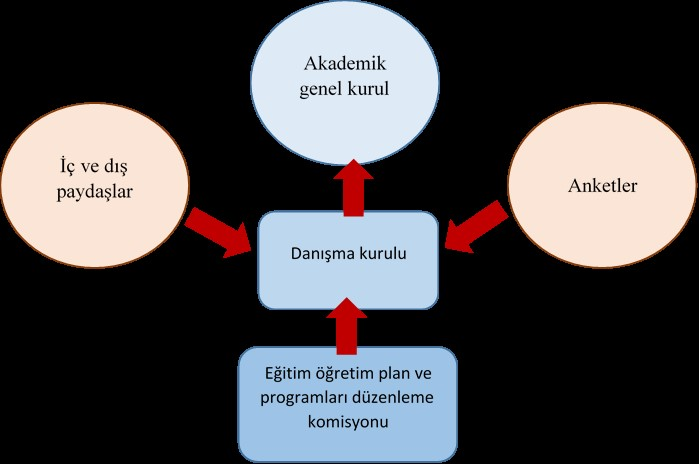 Akademik
genel kurul
İç ve dış
paydaşlar
Anketler
Danışma kurulu
Eğitim öğretim plan ve
programları düzenleme
komisyonu